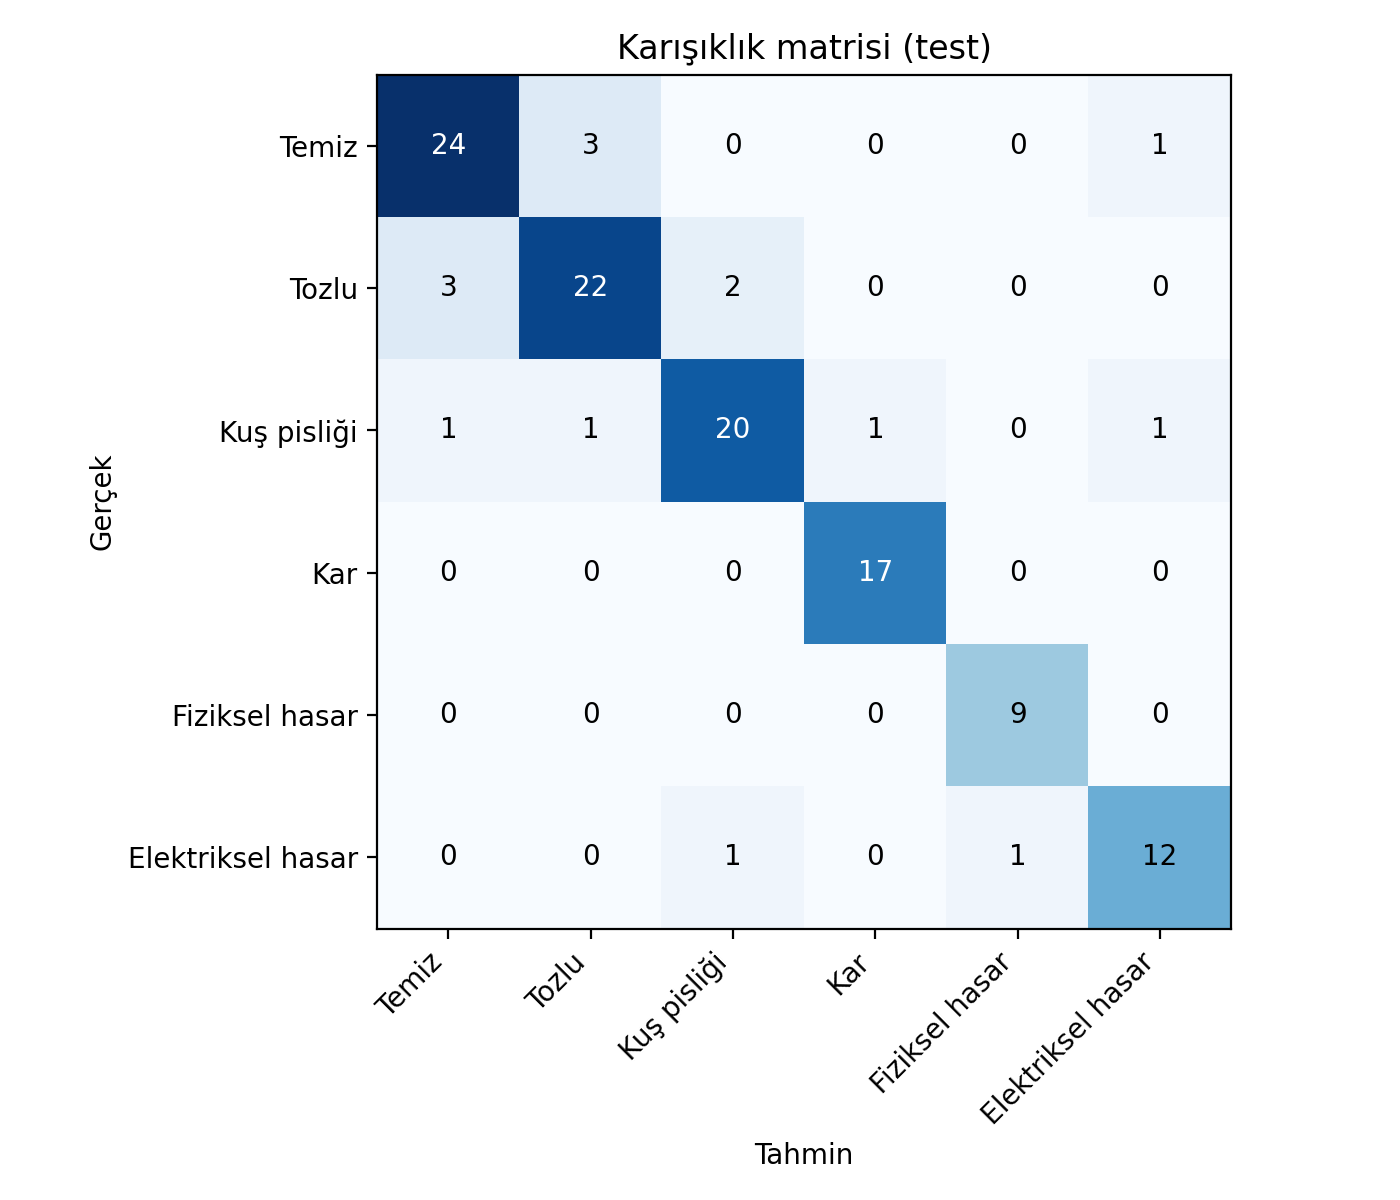 Karışıklık matrisi (test)
Temiz 24 3 0 0 0 1
Tozlu 3 22 2 0 0 0
Kuş pisliği 1 1 20 1 0 1
Kar 0 0 0 17 0 0
Fiziksel hasar 0 0 0 0 9 0
Elektriksel hasar 0 0 1 0 1 12
Gerçek
Temiz Tozlu Kuş pisliği Kar Fiziksel hasar Elektriksel hasar
Tahmin